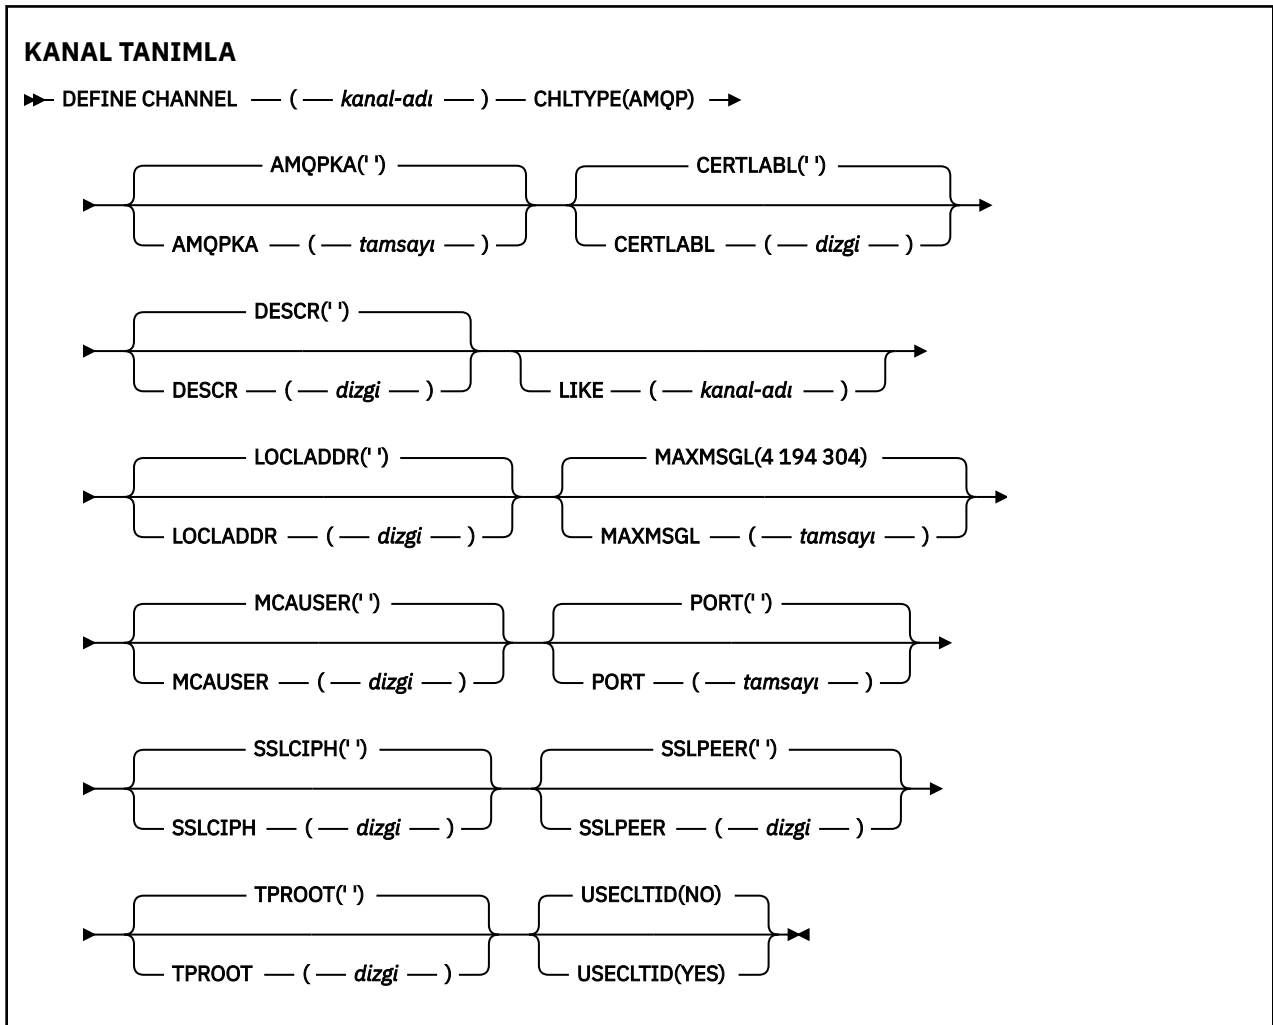 KANAL TANIMLA
DEFINE CHANNEL ( kanal-adı ) CHLTYPE(AMQP)
AMQPKA(' ') CERTLABL(' ')
AMQPKA ( tamsayı ) CERTLABL ( dizgi )
DESCR(' ')
DESCR ( dizgi ) LIKE ( kanal-adı )
LOCLADDR(' ') MAXMSGL(4 194 304)
LOCLADDR ( dizgi ) MAXMSGL ( tamsayı )
MCAUSER(' ') PORT(' ')
MCAUSER ( dizgi ) PORT ( tamsayı )
SSLCIPH(' ') SSLPEER(' ')
SSLCIPH ( dizgi ) SSLPEER ( dizgi )
TPROOT(' ') USECLTID(NO)
TPROOT ( dizgi ) USECLTID(YES)